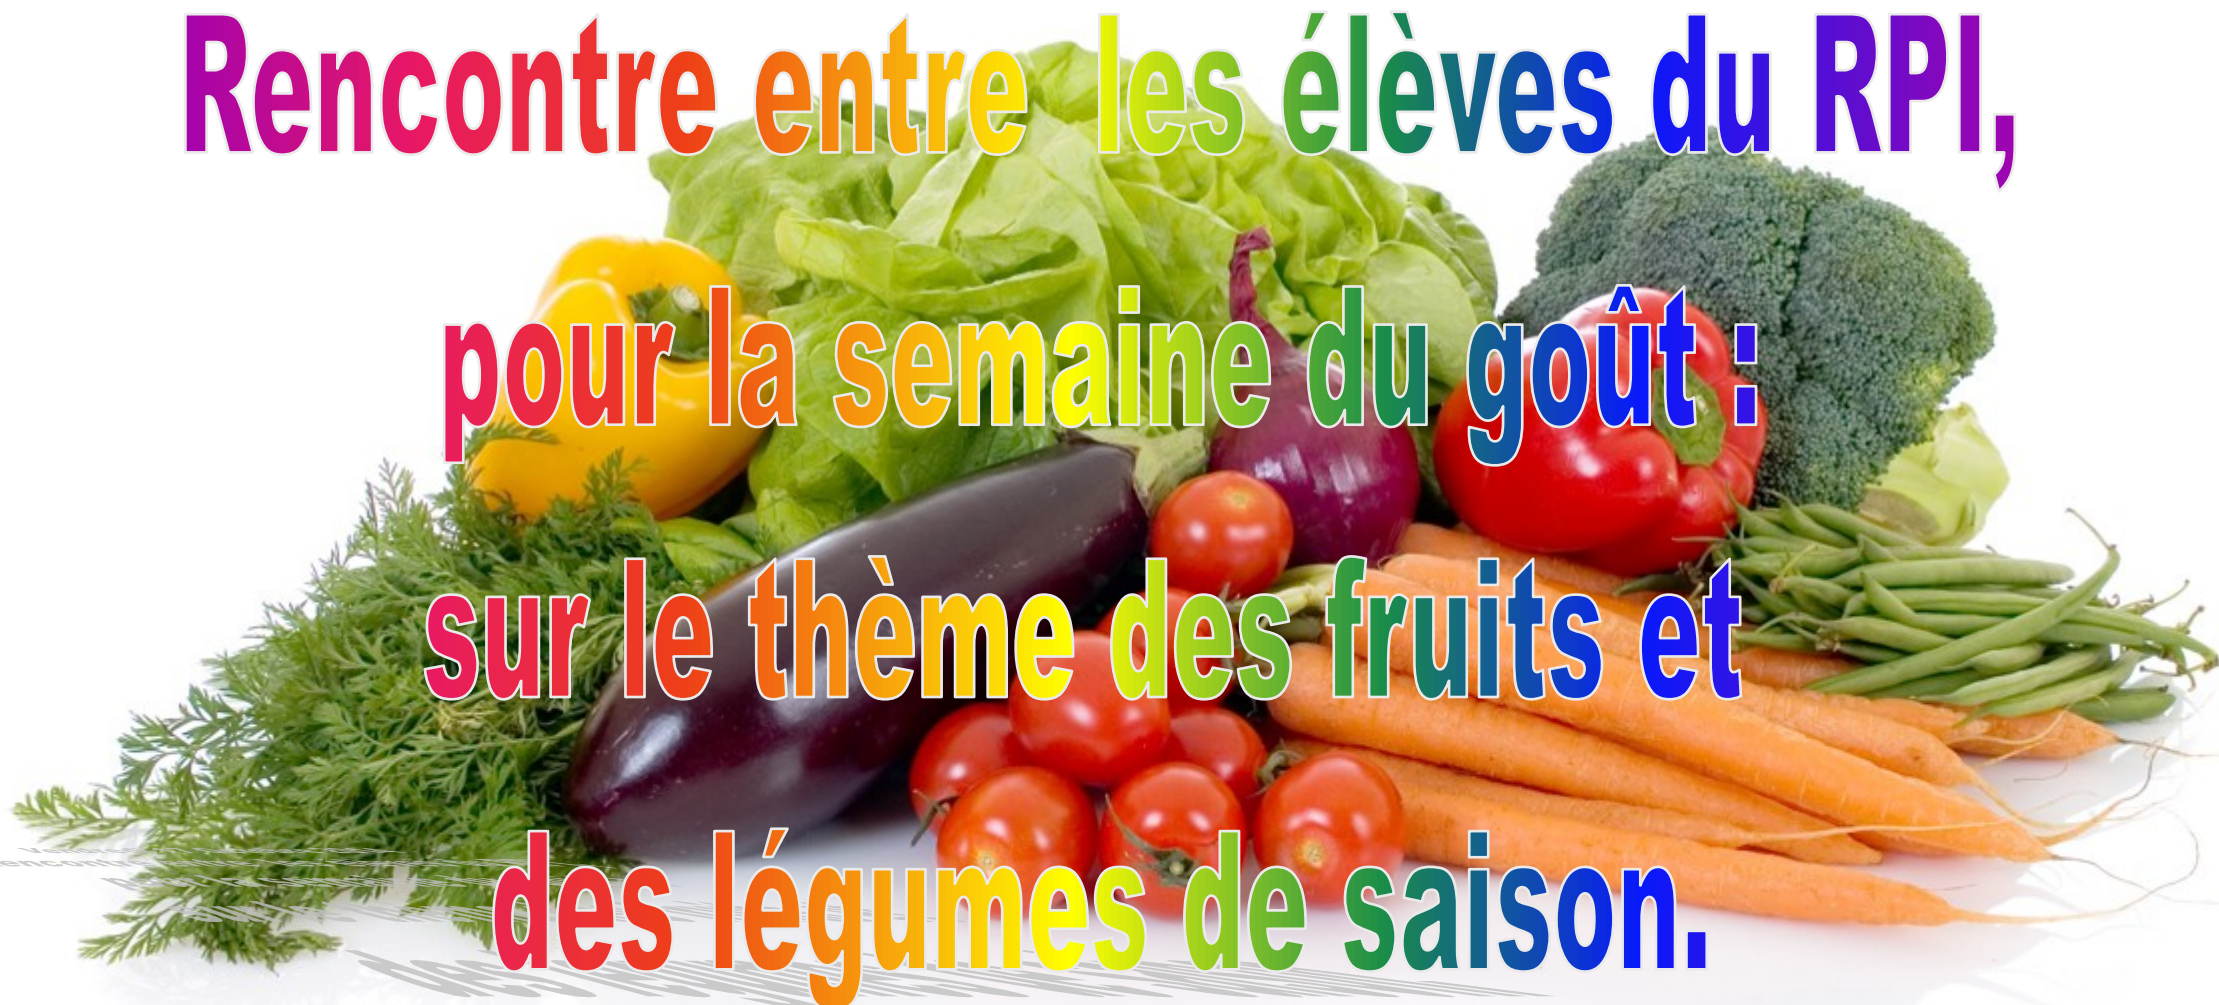 Rencontre entre les élèves du RPI,
pour la semaine du goût :
sur le thème des fruits et
des légumes de saison.